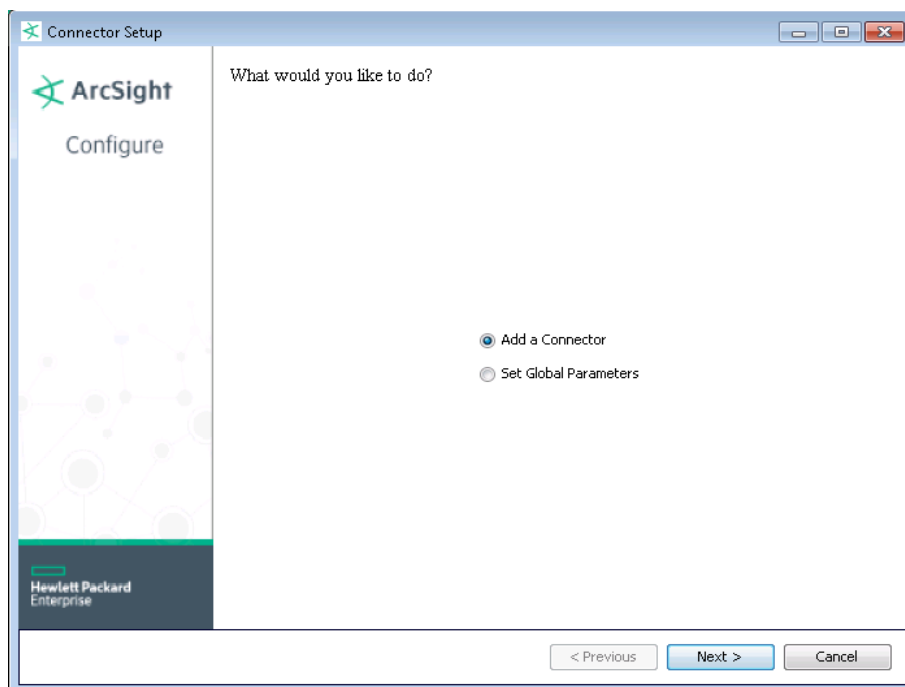 Connector Setup
ArcSight
Configure
What would you like to do?
Add a Connector
Set Global Parameters
Hewlett Packard
Enterprise
< Previous
Next >
Cancel